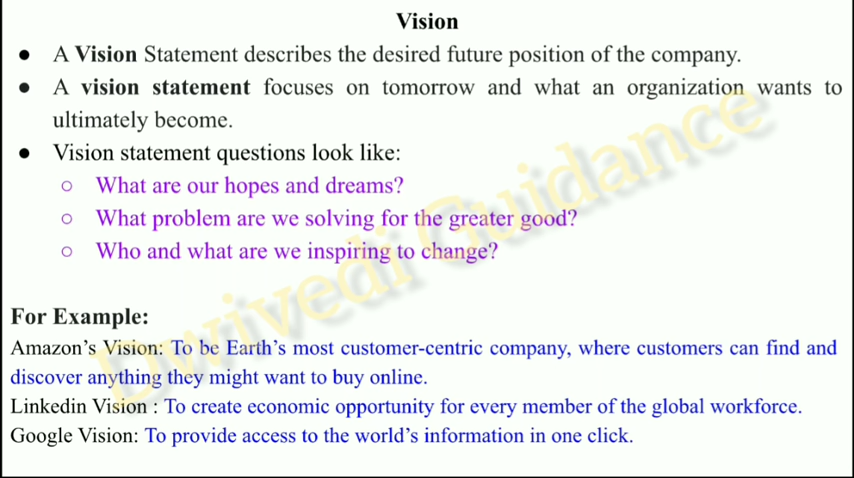 Vision
● A Vision Statement describes the desired future position of the company.
● A vision statement focuses on tomorrow and what an organization wants to
ultimately become.
● Vision statement questions look like:
○ What are our hopes and dreams?
○ What problem are we solving for the greater good?
○ Who and what are we inspiring to change?
For Example:
Amazon’s Vision: To be Earth’s most customer-centric company, where customers can find and
discover anything they might want to buy online.
Linkedin Vision : To create economic opportunity for every member of the global workforce.
Google Vision: To provide access to the world’s information in one click.
Dwivedi Guidance